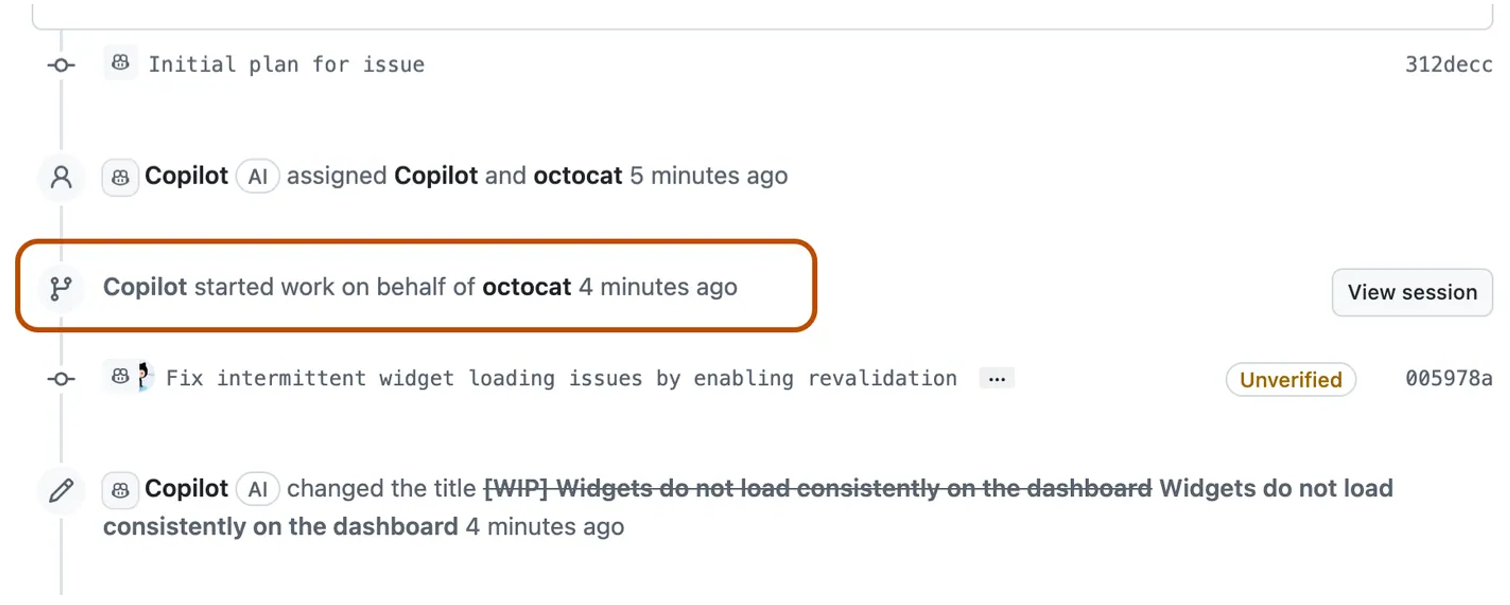 Initial plan for issue 312decc
Copilot AI assigned Copilot and octocat 5 minutes ago
Copilot started work on behalf of octocat 4 minutes ago View session
Fix intermittent widget loading issues by enabling revalidation ... Unverified 005978a
Copilot AI changed the title [WIP] Widgets do not load consistently on the dashboard Widgets do not load
consistently on the dashboard 4 minutes ago